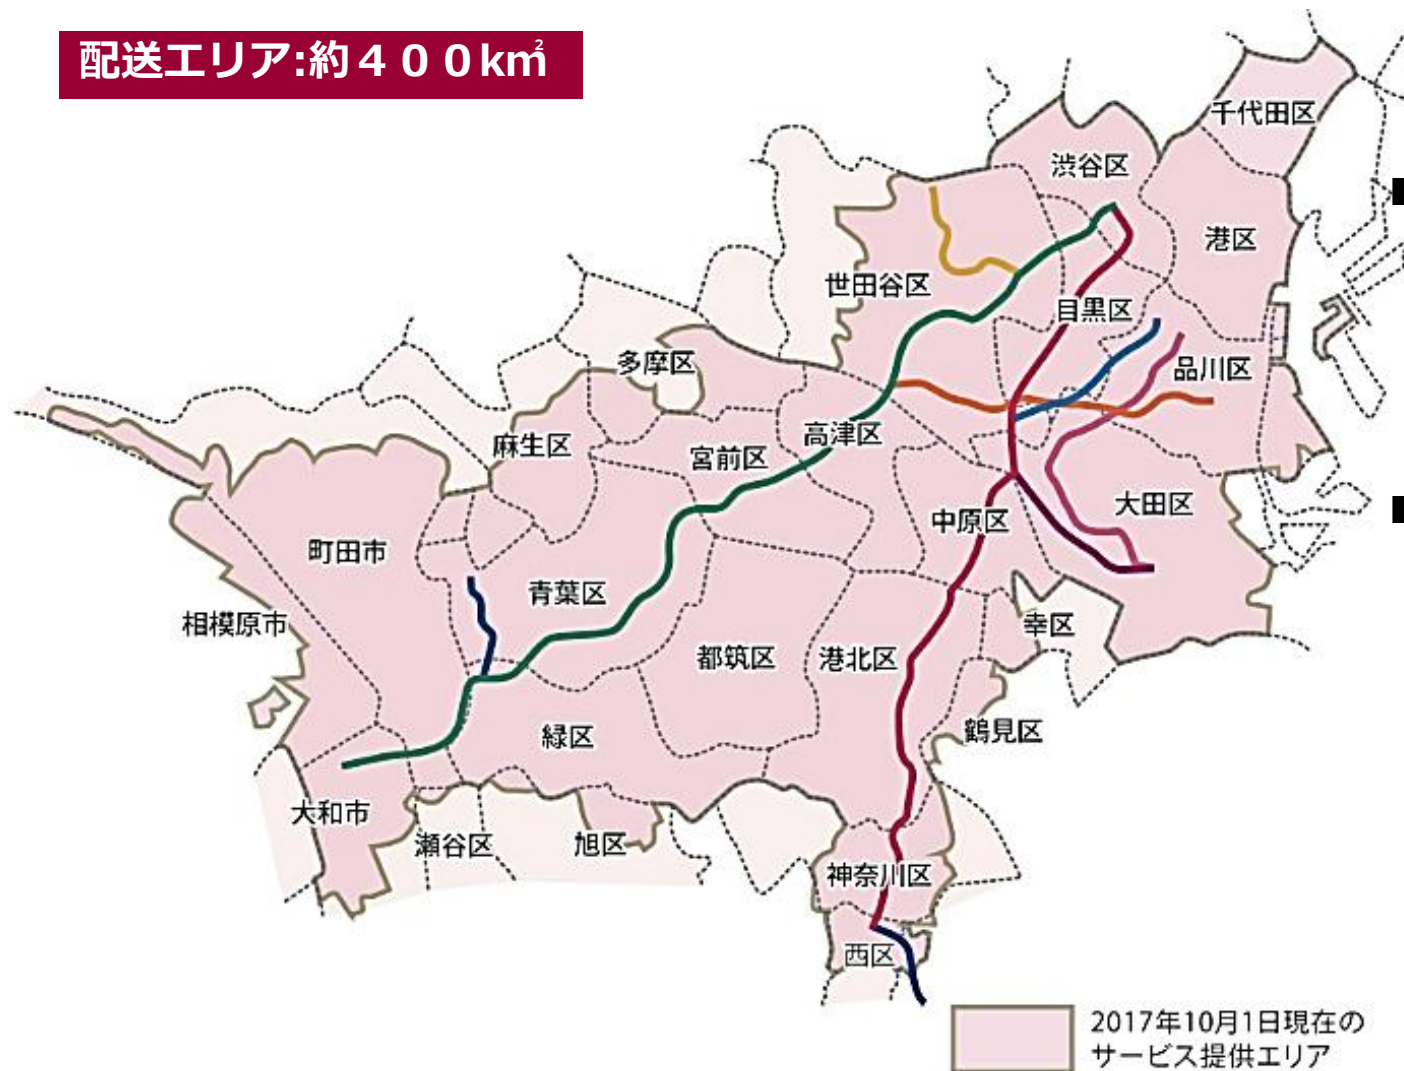 配送エリア:約４００k㎡
千代田区
渋谷区
港区
世田谷区
目黒区
多摩区
品川区
高津区
麻生区
宮前区
大田区
中原区
町田市
青葉区
相模原市
幸区
都筑区
港北区
緑区
鶴見区
大和市
瀬谷区
旭区
神奈川区
西区
2017年10月1日現在の
サービス提供エリア